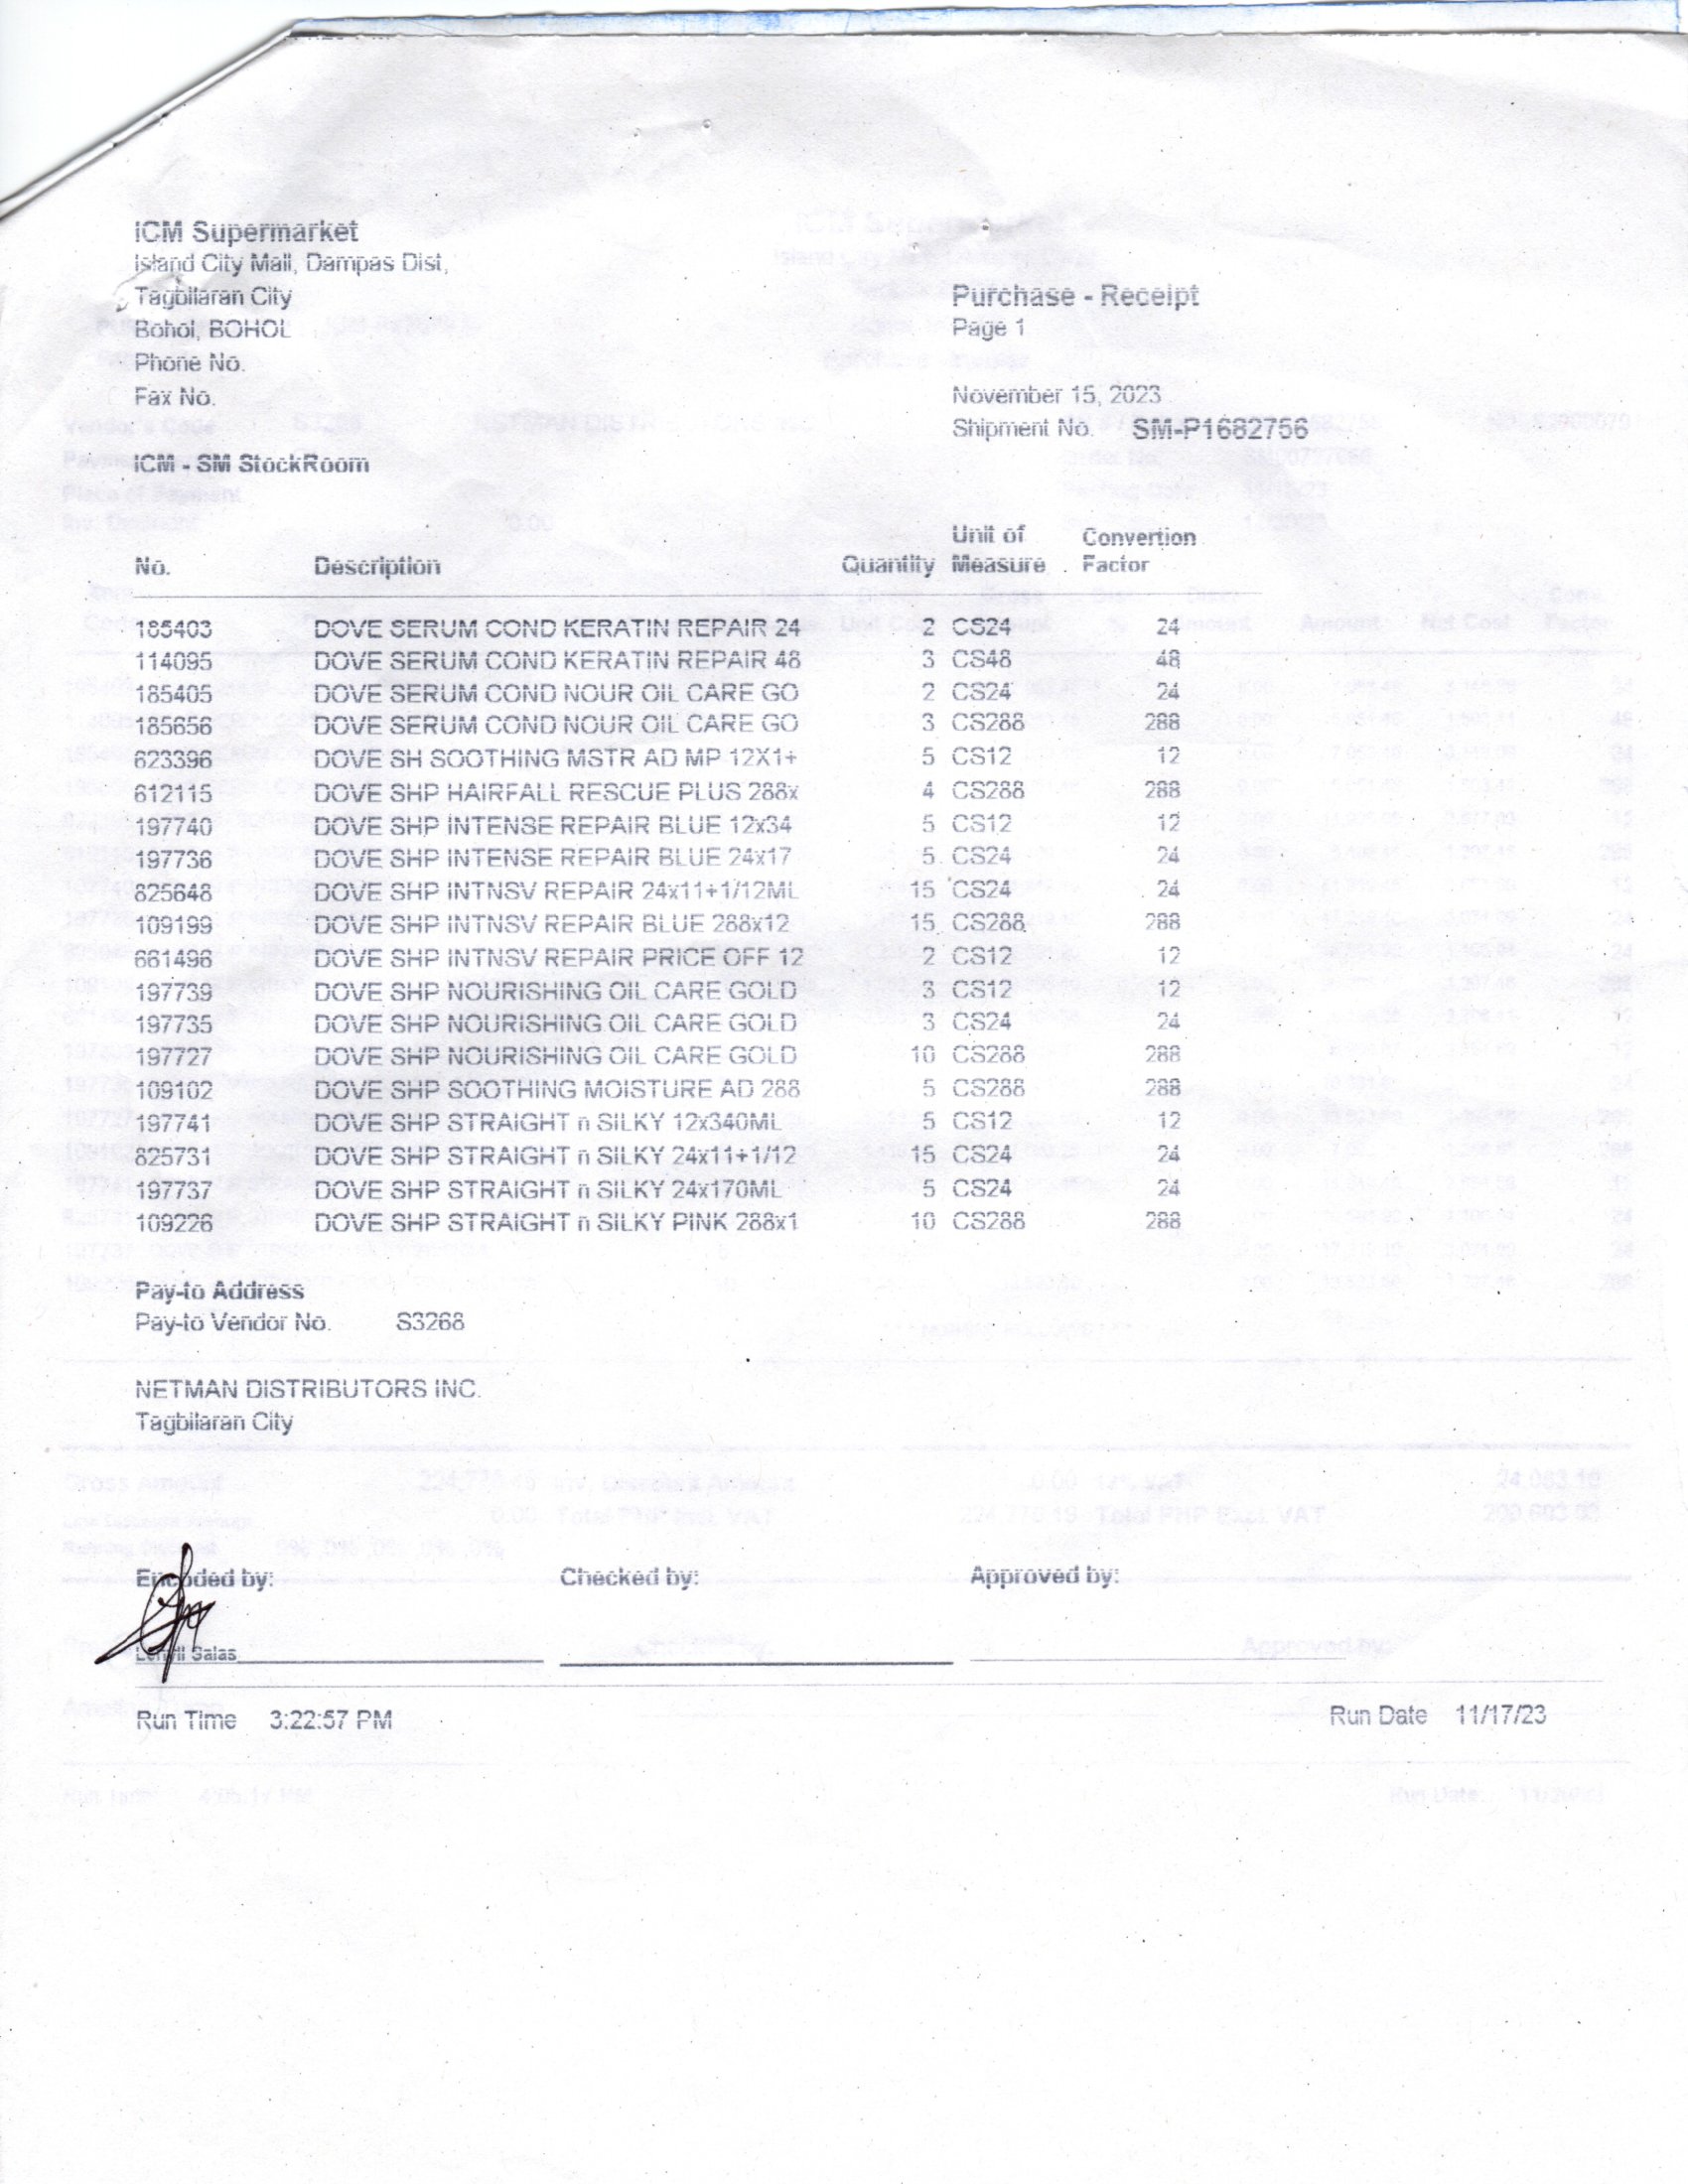 ICM Supermarket
Island City Mall, Dampas Dist,
Tagbilaran City
Bohol, BOHOL
Phone No.
Fax No.
Purchase - Receipt
Page 1
November 15, 2023
Shipment No. SM-P1682756
ICM - SM StockRoom
No. Description Quantity Unit of Measure Convertion Factor
185403 DOVE SERUM COND KERATIN REPAIR 24 2 CS24 24
114095 DOVE SERUM COND KERATIN REPAIR 48 3 CS48 48
185405 DOVE SERUM COND NOUR OIL CARE GO 2 CS24 24
185656 DOVE SERUM COND NOUR OIL CARE GO 3 CS288 288
623396 DOVE SH SOOTHING MSTR AD MP 12X1+ 5 CS12 12
612115 DOVE SHP HAIRFALL RESCUE PLUS 288x 4 CS288 288
197740 DOVE SHP INTENSE REPAIR BLUE 12x34 5 CS12 12
197736 DOVE SHP INTENSE REPAIR BLUE 24x17 5 CS24 24
825648 DOVE SHP INTNSV REPAIR 24x11+1/12ML 15 CS24 24
109199 DOVE SHP INTNSV REPAIR BLUE 288x12 15 CS288 288
661496 DOVE SHP INTNSV REPAIR PRICE OFF 12 2 CS12 12
197739 DOVE SHP NOURISHING OIL CARE GOLD 3 CS12 12
197735 DOVE SHP NOURISHING OIL CARE GOLD 3 CS24 24
197727 DOVE SHP NOURISHING OIL CARE GOLD 10 CS288 288
109102 DOVE SHP SOOTHING MOISTURE AD 288 5 CS288 288
197741 DOVE SHP STRAIGHT n SILKY 12x340ML 5 CS12 12
825731 DOVE SHP STRAIGHT n SILKY 24x11+1/12 15 CS24 24
197737 DOVE SHP STRAIGHT n SILKY 24x170ML 5 CS24 24
109226 DOVE SHP STRAIGHT n SILKY PINK 288x1 10 CS288 288
Pay-to Address
Pay-to Vendor No. S3268
NETMAN DISTRIBUTORS INC.
Tagbilaran City
Encoded by: Checked by: Approved by:
Salas
Run Time 3:22:57 PM Run Date 11/17/23